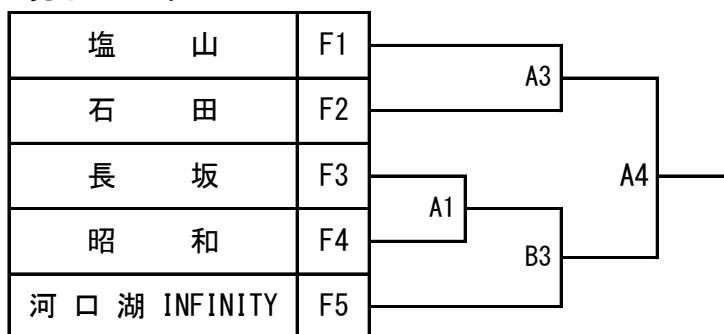 塩 山 F1
石 田 F2
長 坂 F3
昭 和 F4
河 口 湖 INFINITY F5
A3
A1
B3
A4